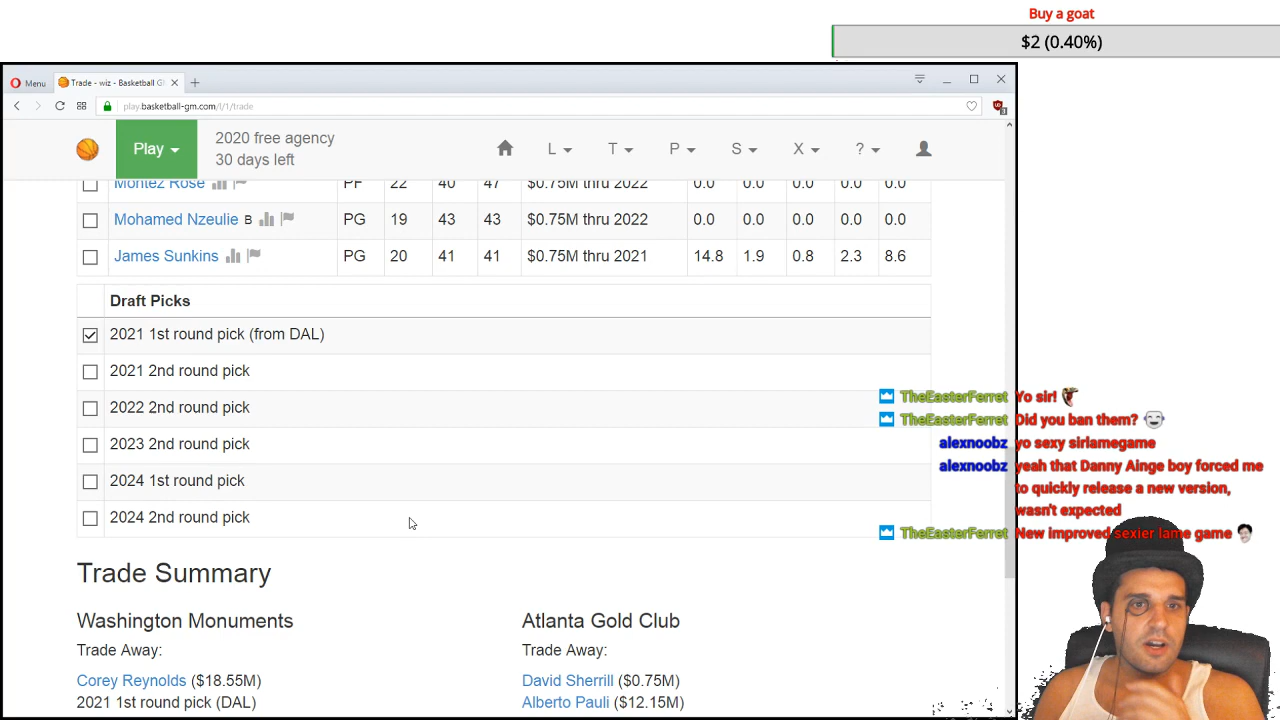 Buy a goat
$2 (0.40%)
Menu
Trade - wiz - Basketball G
play.basketball-gm.com/l/1/trade
Play
2020 free agency
30 days left
L T P S X ?
Montez Rose PF 22 40 47 $0.75M thru 2022 0.0 0.0 0.0 0.0 0.0
Mohamed Nzeulie B PG 19 43 43 $0.75M thru 2022 0.0 0.0 0.0 0.0 0.0
James Sunkins PG 20 41 41 $0.75M thru 2021 14.8 1.9 0.8 2.3 8.6
Draft Picks
2021 1st round pick (from DAL)
2021 2nd round pick
2022 2nd round pick
2023 2nd round pick
2024 1st round pick
2024 2nd round pick
TheEasterFerret Yo sir!
TheEasterFerret Did you ban them?
alexnoobz yo sexy sirlamegame
alexnoobz yeah that Danny Ainge boy forced me
to quickly release a new version,
wasn't expected
TheEasterFerret New improved sexier lame game
Trade Summary
Washington Monuments
Trade Away:
Corey Reynolds ($18.55M)
2021 1st round pick (DAL)
Atlanta Gold Club
Trade Away:
David Sherrill ($0.75M)
Alberto Pauli ($12.15M)